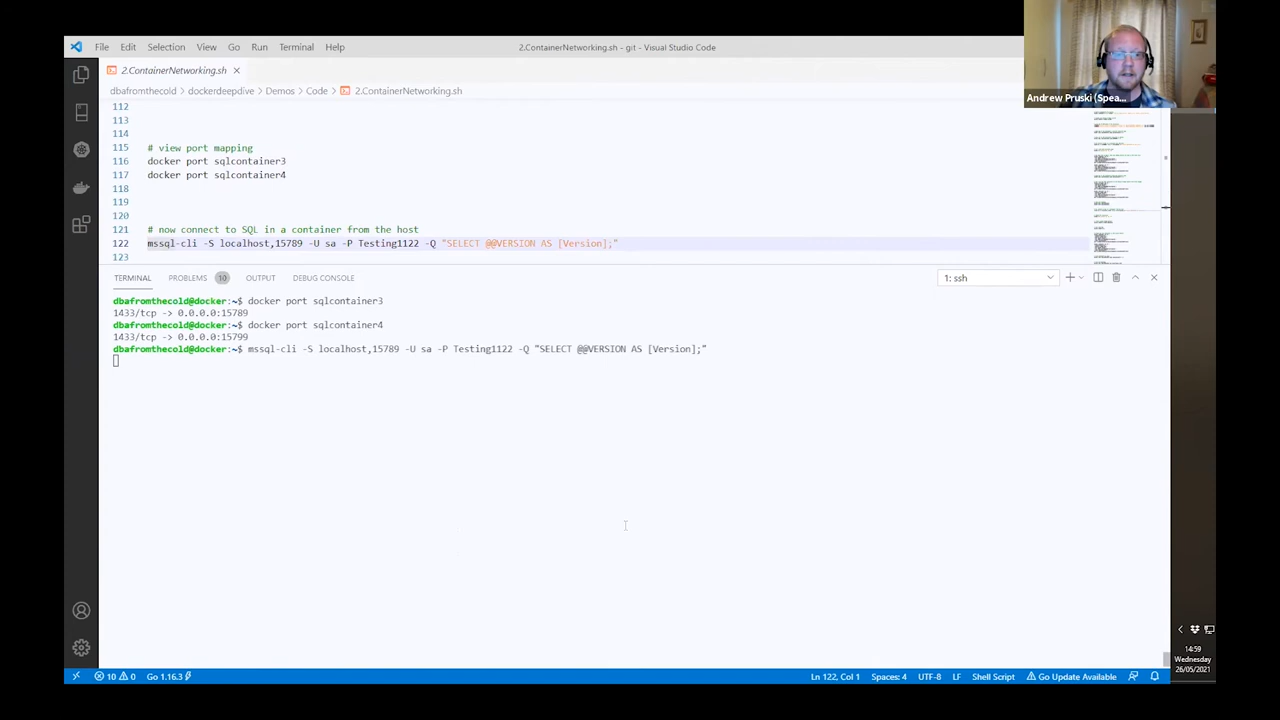 File Edit Selection View Go Run Terminal Help
2.ContainerNetworking.sh - git - Visual Studio Code
2.ContainerNetworking.sh
dbafromthecold > dockerdeepdive > Demos > Code > 2.ContainerNetworking.sh
Andrew Pruski (Spea...
112
113
114
115 # view port mapping
116 docker port sqlcontainer3
117 docker port sqlcontainer4
118
119
120
121 # now connect to SQL in a container from the host
122 mssql-cli -S localhost,15789 -U sa -P Testing1122 -Q "SELECT @@VERSION AS [Version];"
123
TERMINAL PROBLEMS 10 OUTPUT DEBUG CONSOLE
1: ssh
dbafromthecold@docker:~$ docker port sqlcontainer3
1433/tcp -> 0.0.0.0:15789
dbafromthecold@docker:~$ docker port sqlcontainer4
1433/tcp -> 0.0.0.0:15799
dbafromthecold@docker:~$ mssql-cli -S localhost,15789 -U sa -P Testing1122 -Q "SELECT @@VERSION AS [Version];"
14:59
Wednesday
26/05/2021
10 0 Go 1.16.3
Ln 122, Col 1 Spaces: 4 UTF-8 LF Shell Script Go Update Available